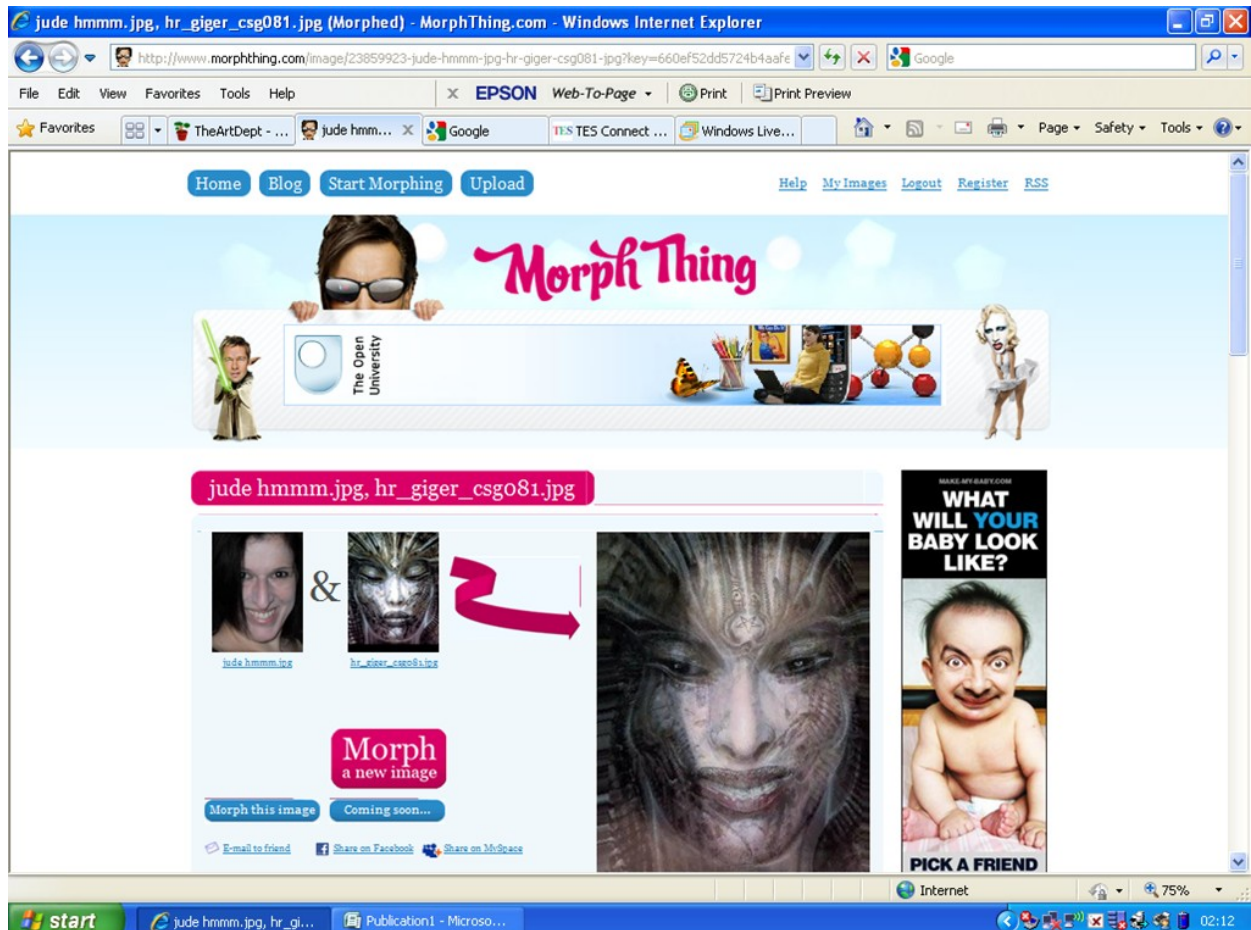 jude hmmm.jpg, hr_giger_csg081.jpg (Morphed) - MorphThing.com - Windows Internet Explorer
http://www.morphthing.com/image/23859923-jude-hmmm-jpg-hr-giger-csg081-jpg?key=660ef52dd5724b4aafe
Google
File Edit View Favorites Tools Help
x EPSON Web-To-Page Print Print Preview
Favorites
TheArtDept - ...
jude hmm... X
Google
TES TES Connect ...
Windows Live...
Page Safety Tools
Home Blog Start Morphing Upload
Help My Images Logout Register RSS
Morph Thing
The Open
University
jude hmmm.jpg, hr_giger_csg081.jpg
&
jude hmmm.jpg
hr_giger_csg081.jpg
Morph
a new image
Morph this image
Coming soon...
E-mail to friend
Share on Facebook
Share on MySpace
MAKE-MY-BABY.COM
WHAT
WILL YOUR
BABY LOOK
LIKE?
PICK A FRIEND
Internet
75%
start
jude hmmm.jpg, hr_gi...
Publication1 - Microso...
02:12